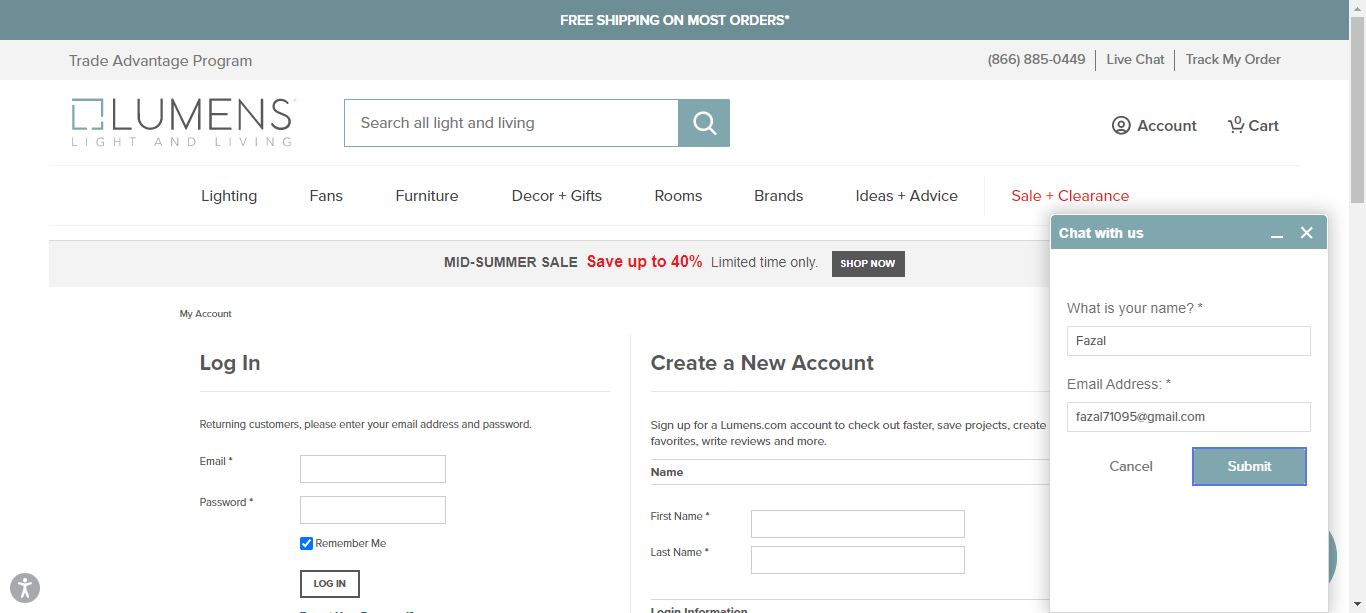 FREE SHIPPING ON MOST ORDERS*
Trade Advantage Program
(866) 885-0449
Live Chat
Track My Order
LUMENS
LIGHT AND LIVING
Search all light and living
Account
0
Cart
Lighting
Fans
Furniture
Decor + Gifts
Rooms
Brands
Ideas + Advice
Sale + Clearance
MID-SUMMER SALE Save up to 40% Limited time only. SHOP NOW
My Account
Log In
Returning customers, please enter your email address and password.
Email *
Password *
Remember Me
LOG IN
Create a New Account
Sign up for a Lumens.com account to check out faster, save projects, create
favorites, write reviews and more.
Name
First Name *
Last Name *
Login Information
Chat with us
What is your name? *
Fazal
Email Address: *
fazal71095@gmail.com
Cancel
Submit